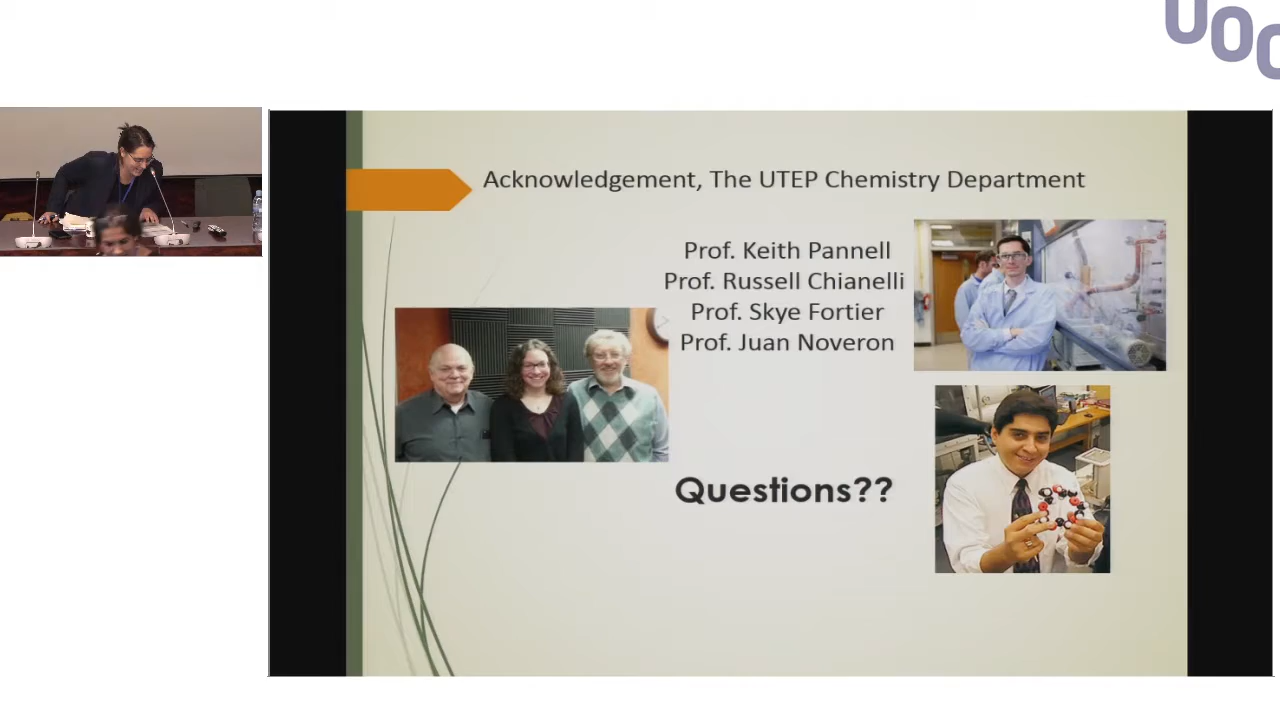 UOC
Acknowledgement, The UTEP Chemistry Department
Prof. Keith Pannell
Prof. Russell Chianelli
Prof. Skye Fortier
Prof. Juan Noveron
Questions??